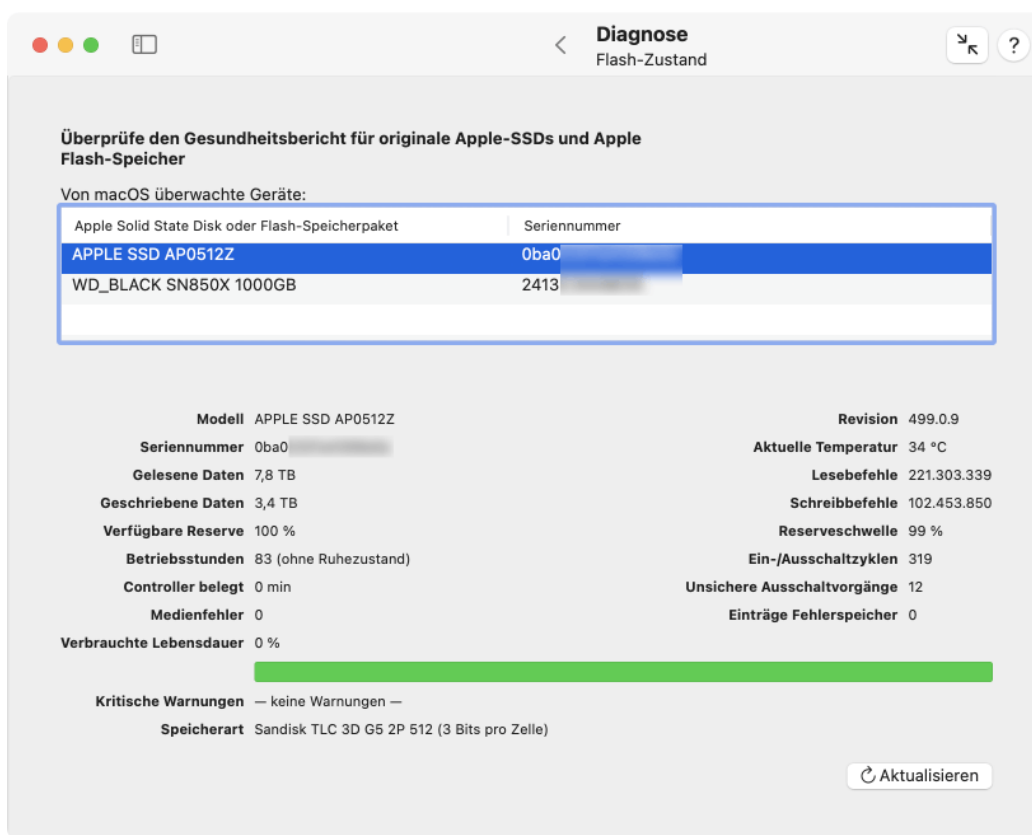 Diagnose
Flash-Zustand
?
Überprüfe den Gesundheitsbericht für originale Apple-SSDs und Apple
Flash-Speicher
Von macOS überwachte Geräte:
Apple Solid State Disk oder Flash-Speicherpaket Seriennummer
APPLE SSD AP0512Z 0ba0
WD_BLACK SN850X 1000GB 2413
Modell APPLE SSD AP0512Z Revision 499.0.9
Seriennummer 0ba0 Aktuelle Temperatur 34 °C
Gelesene Daten 7,8 TB Lesebefehle 221.303.339
Geschriebene Daten 3,4 TB Schreibbefehle 102.453.850
Verfügbare Reserve 100 % Reserveschwelle 99 %
Betriebsstunden 83 (ohne Ruhezustand) Ein-/Ausschaltzyklen 319
Controller belegt 0 min Unsichere Ausschaltvorgänge 12
Medienfehler 0 Einträge Fehlerspeicher 0
Verbrauchte Lebensdauer 0 %
Kritische Warnungen — keine Warnungen —
Speicherart Sandisk TLC 3D G5 2P 512 (3 Bits pro Zelle)
Aktualisieren